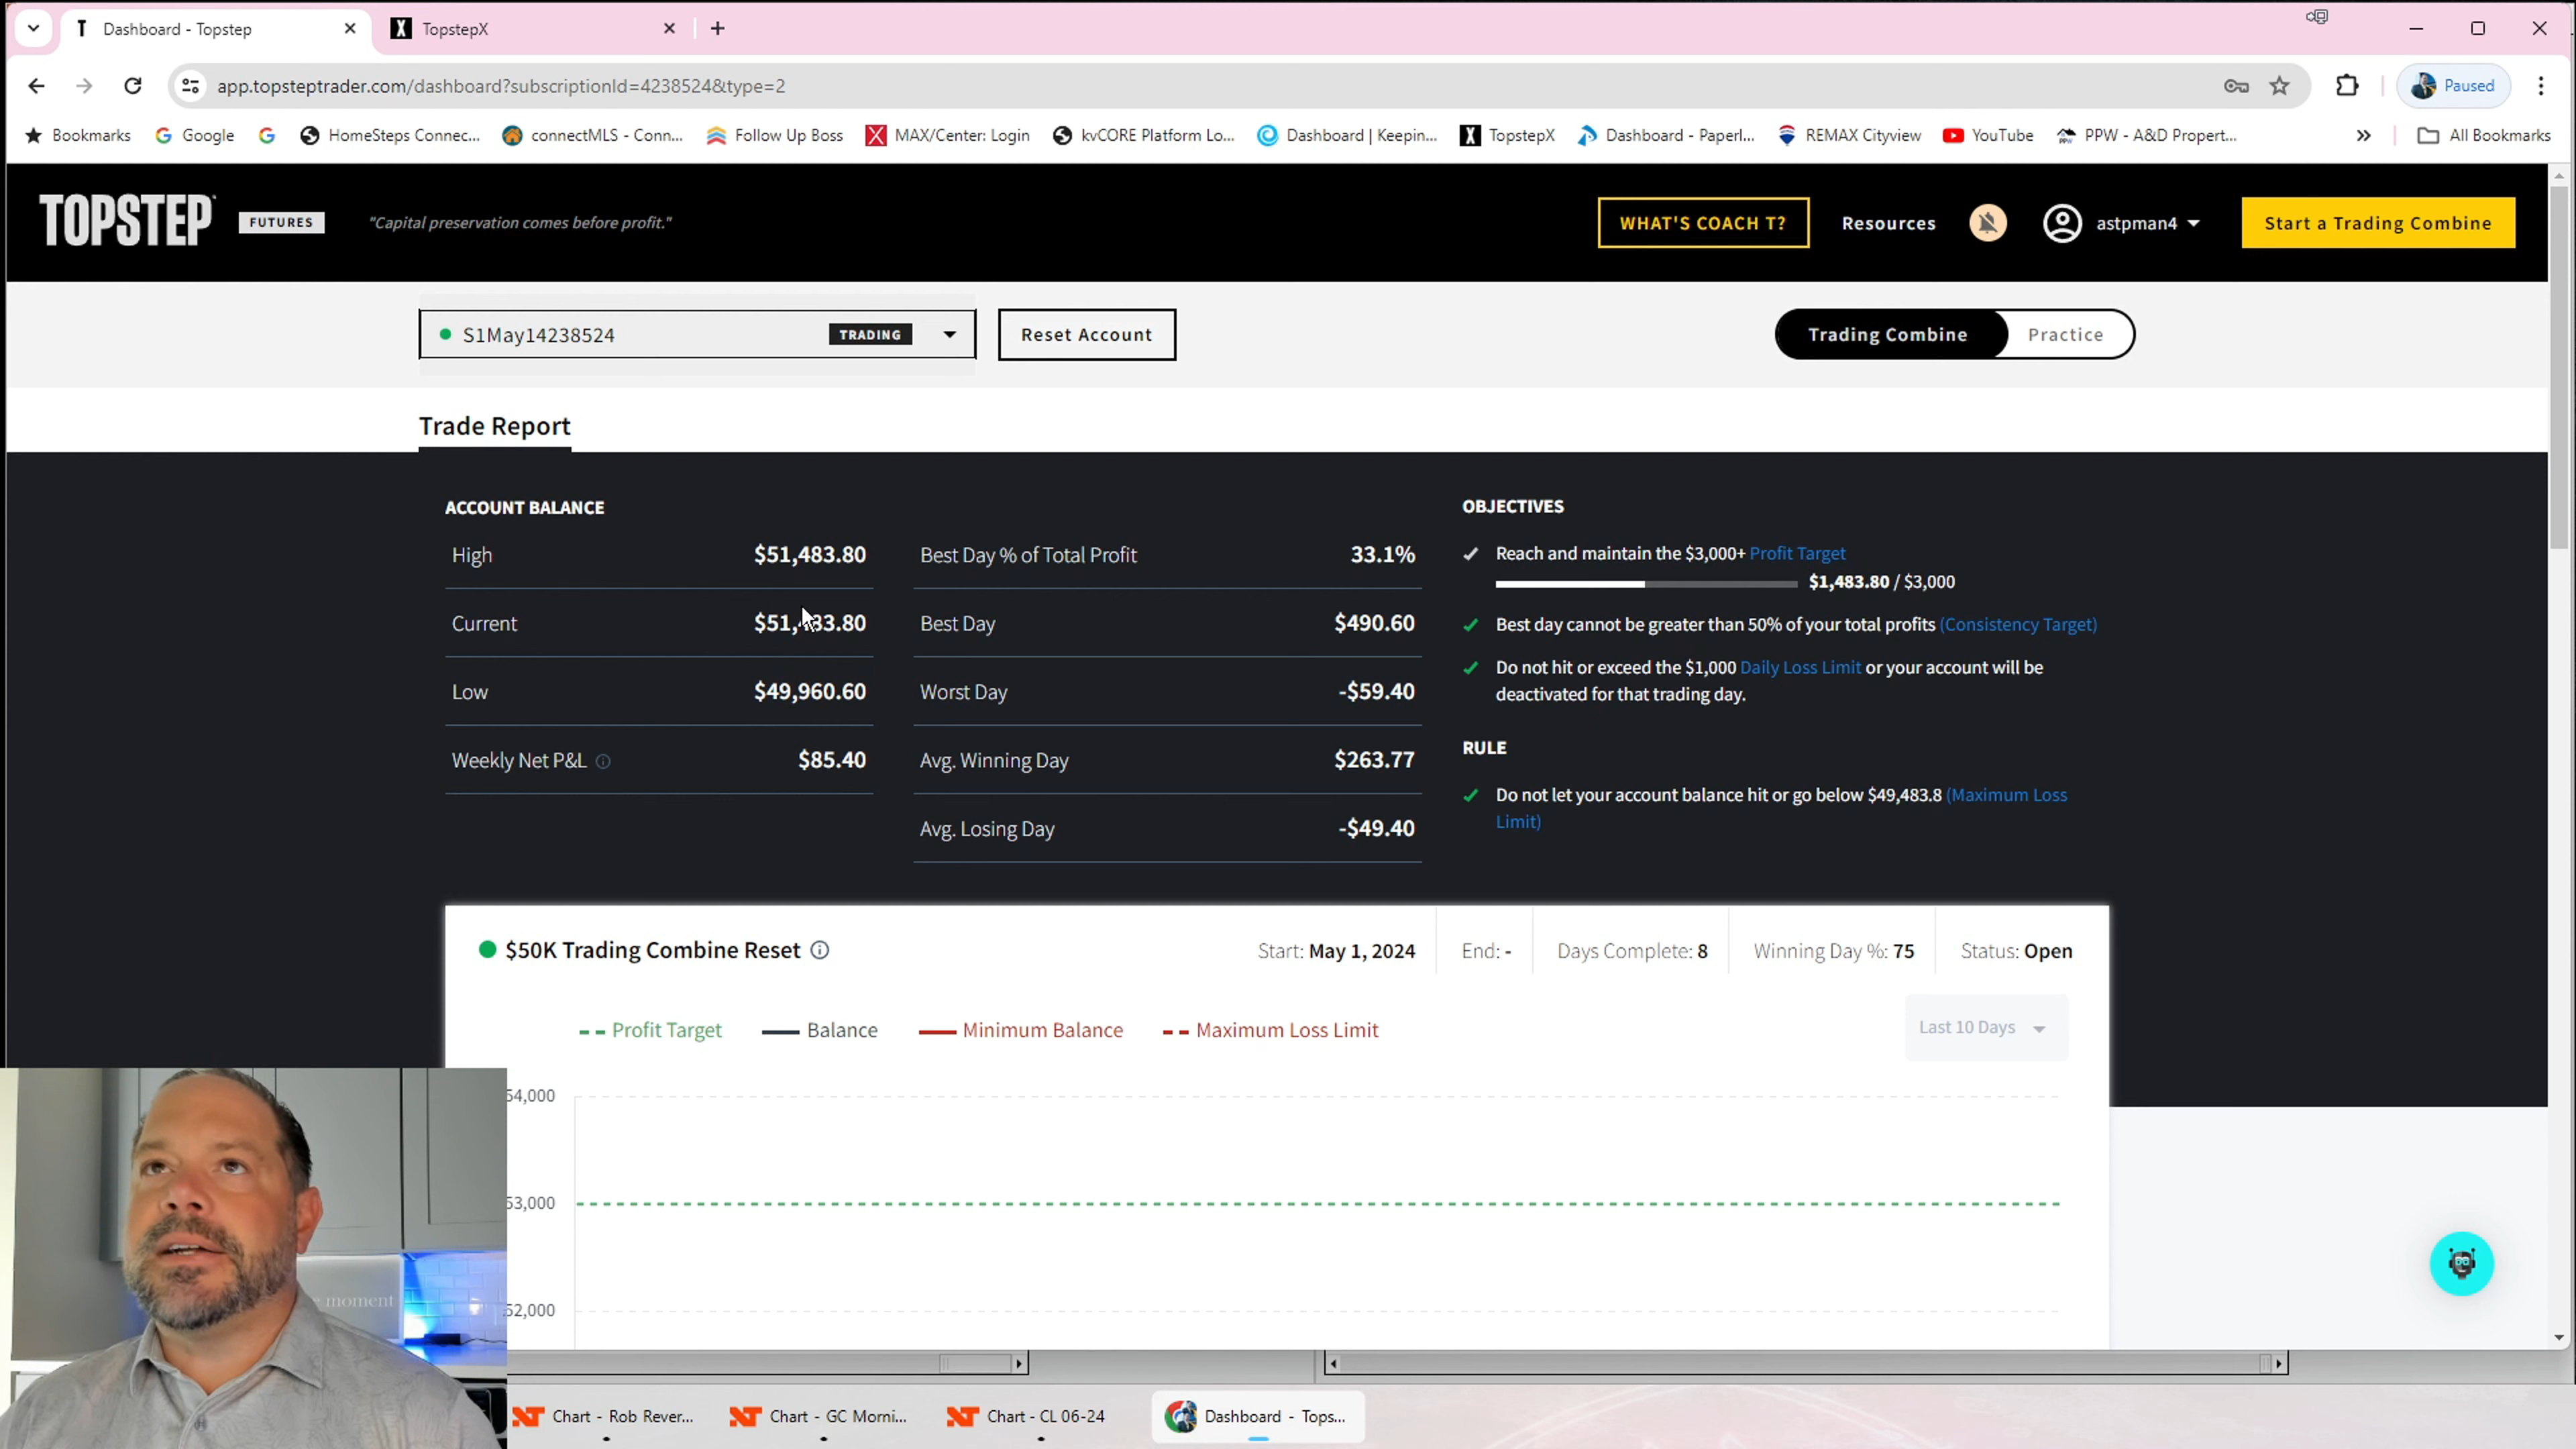 Dashboard - Topstep
TopstepX
app.topsteptrader.com/dashboard?subscriptionId=4238524&type=2
Paused
Bookmarks
Google
HomeSteps Connec...
connectMLS - Conn...
Follow Up Boss
MAX/Center: Login
kvCORE Platform Lo...
Dashboard | Keepin...
TopstepX
Dashboard - Paperl...
REMAX Cityview
YouTube
PPW - A&D Propert...
All Bookmarks
TOPSTEP
FUTURES
"Capital preservation comes before profit."
WHAT'S COACH T?
Resources
astpman4
Start a Trading Combine
S1May14238524
TRADING
Reset Account
Trading Combine
Practice
Trade Report
ACCOUNT BALANCE
High $51,483.80
Current
Low $49,960.60
Weekly Net P&L $85.40
Best Day % of Total Profit 33.1%
Best Day $490.60
Worst Day -$59.40
Avg. Winning Day $263.77
Avg. Losing Day -$49.40
OBJECTIVES
Reach and maintain the $3,000+ Profit Target
$1,483.80 / $3,000
Best day cannot be greater than 50% of your total profits (Consistency Target)
Do not hit or exceed the $1,000 Daily Loss Limit or your account will be
deactivated for that trading day.
RULE
Do not let your account balance hit or go below $49,483.8 (Maximum Loss
Limit)
$50K Trading Combine Reset
Start: May 1, 2024
End: -
Days Complete: 8
Winning Day %: 75
Status: Open
Profit Target
Balance
Minimum Balance
Maximum Loss Limit
Last 10 Days
54,000
53,000
52,000
moment
Chart - Rob Rever...
Chart - GC Morni...
Chart - CL 06-24
Dashboard - Tops...